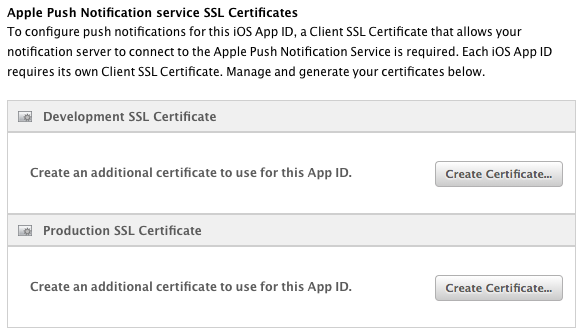 Apple Push Notification service SSL Certificates
To configure push notifications for this iOS App ID, a Client SSL Certificate that allows your
notification server to connect to the Apple Push Notification Service is required. Each iOS App ID
requires its own Client SSL Certificate. Manage and generate your certificates below.
Development SSL Certificate
Create an additional certificate to use for this App ID.
Create Certificate...
Production SSL Certificate
Create an additional certificate to use for this App ID.
Create Certificate...